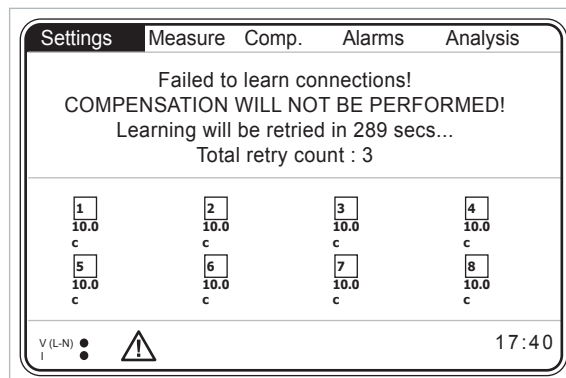 Settings Measure Comp. Alarms Analysis
Failed to learn connections!
COMPENSATION WILL NOT BE PERFORMED!
Learning will be retried in 289 secs...
Total retry count : 3
1 2 3 4
10.0 10.0 10.0 10.0
c c c c
5 6 7 8
10.0 10.0 10.0 10.0
c c c c
V (L-N)
I
17:40